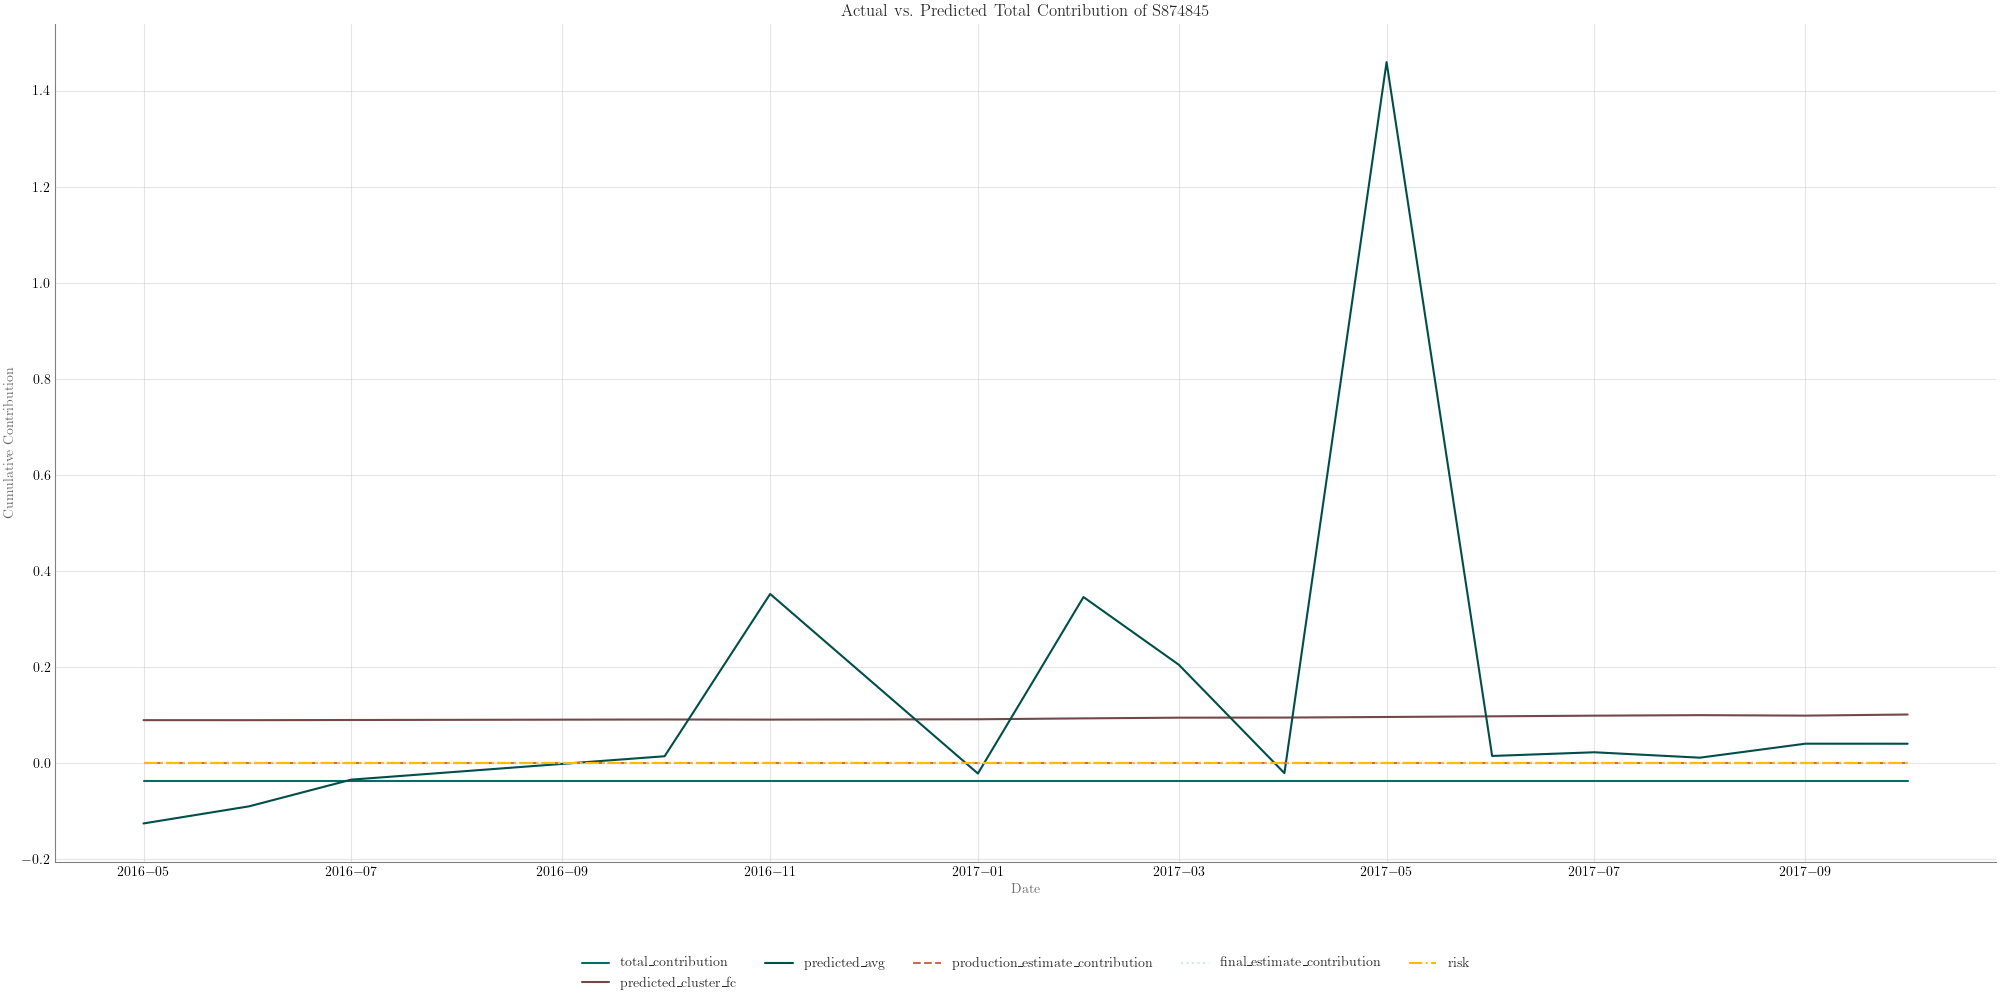 Actual vs. Predicted Total Contribution of S874845
Cumulative Contribution
1.4
1.2
1.0
0.8
0.6
0.4
0.2
0.0
−0.2
2016−05 2016−07 2016−09 2016−11 2017−01 2017−03 2017−05 2017−07 2017−09
Date
total_contribution predicted_avg production_estimate_contribution final_estimate_contribution risk
predicted_cluster_fc